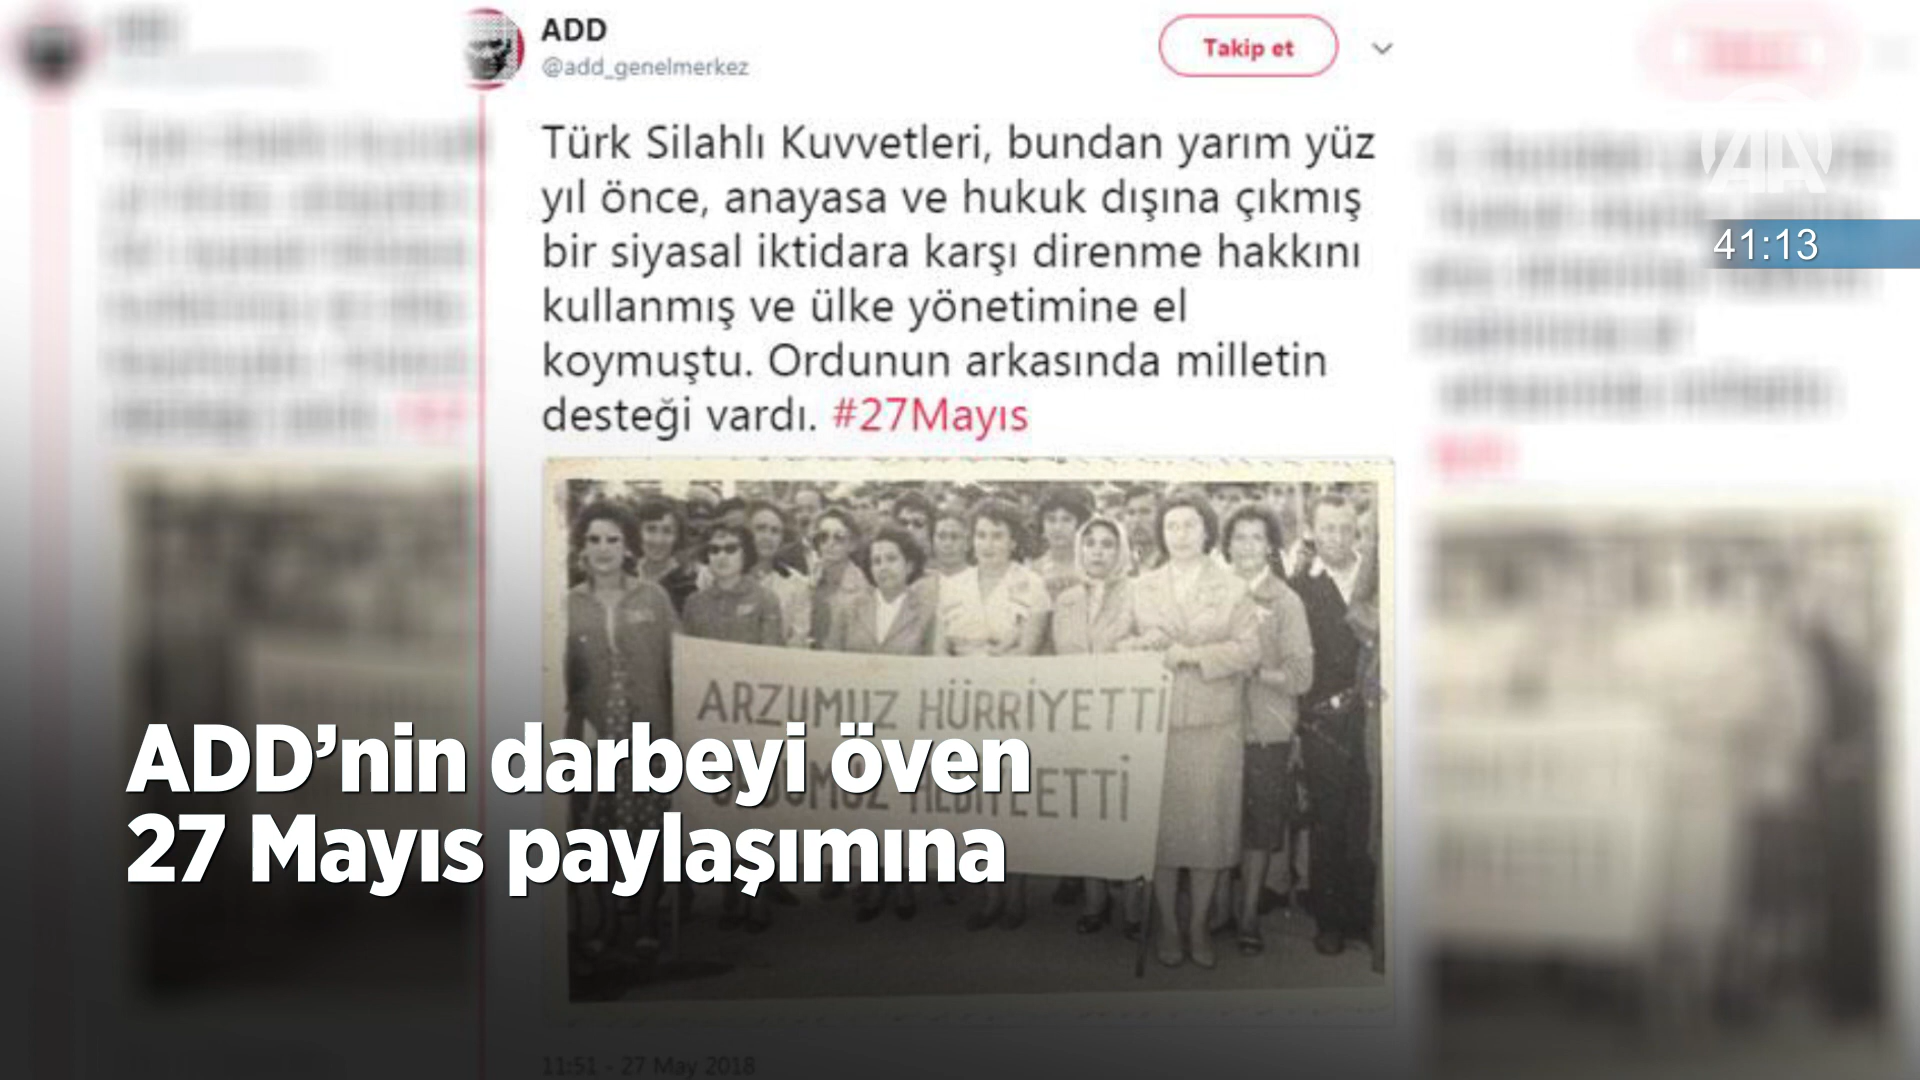 ADD
@add_genelmerkez
Takip et
Türk Silahlı Kuvvetleri, bundan yarım yüz
yıl önce, anayasa ve hukuk dışına çıkmış
bir siyasal iktidara karşı direnme hakkını
kullanmış ve ülke yönetimine el
koymuştu. Ordunun arkasında milletin
desteği vardı. #27Mayıs
AA
41:13
ARZUMUZ HÜRRİYETTİ
ADD’nin darbeyi öven
27 Mayıs paylaşımına
11:51 - 27 May 2018